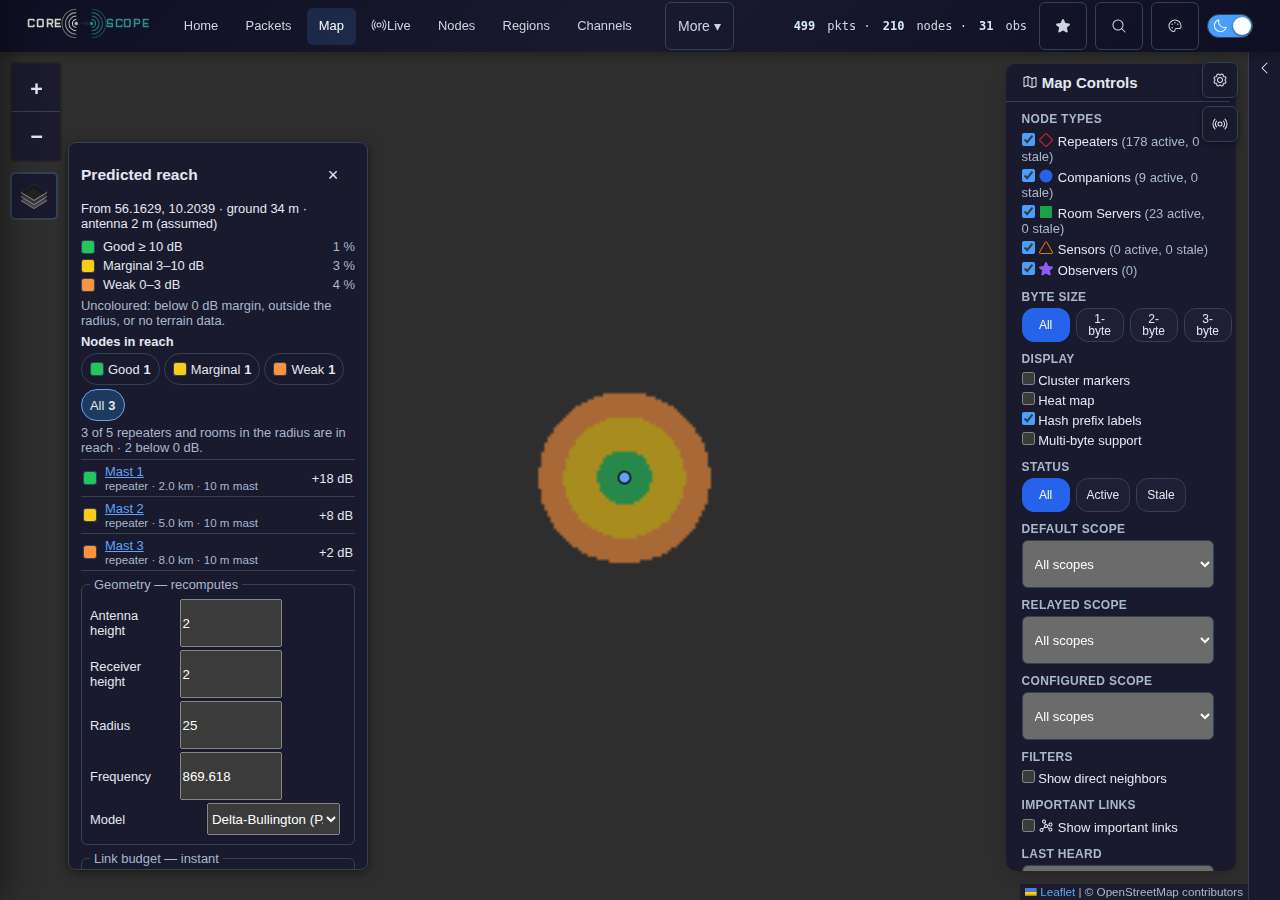 CORE SCOPE
Home Packets Map Live Nodes Regions Channels More ▾ 499 pkts · 210 nodes · 31 obs
+
−
Predicted reach ×
From 56.1629, 10.2039 · ground 34 m ·
antenna 2 m (assumed)
Good ≥ 10 dB 1 %
Marginal 3–10 dB 3 %
Weak 0–3 dB 4 %
Uncoloured: below 0 dB margin, outside the
radius, or no terrain data.
Nodes in reach
Good 1 Marginal 1 Weak 1
All 3
3 of 5 repeaters and rooms in the radius are in
reach · 2 below 0 dB.
Mast 1 +18 dB
repeater · 2.0 km · 10 m mast
Mast 2 +8 dB
repeater · 5.0 km · 10 m mast
Mast 3 +2 dB
repeater · 8.0 km · 10 m mast
Geometry — recomputes
Antenna
height 2
Receiver
height 2
Radius 25
Frequency 869.618
Model Delta-Bullington (P
Link budget — instant
Map Controls
NODE TYPES
Repeaters (178 active, 0
stale)
Companions (9 active, 0
stale)
Room Servers (23 active,
0 stale)
Sensors (0 active, 0 stale)
Observers (0)
BYTE SIZE
All 1-
byte 2-
byte 3-
byte
DISPLAY
Cluster markers
Heat map
Hash prefix labels
Multi-byte support
STATUS
All Active Stale
DEFAULT SCOPE
All scopes
RELAYED SCOPE
All scopes
CONFIGURED SCOPE
All scopes
FILTERS
Show direct neighbors
IMPORTANT LINKS
Show important links
LAST HEARD
Leaflet | © OpenStreetMap contributors